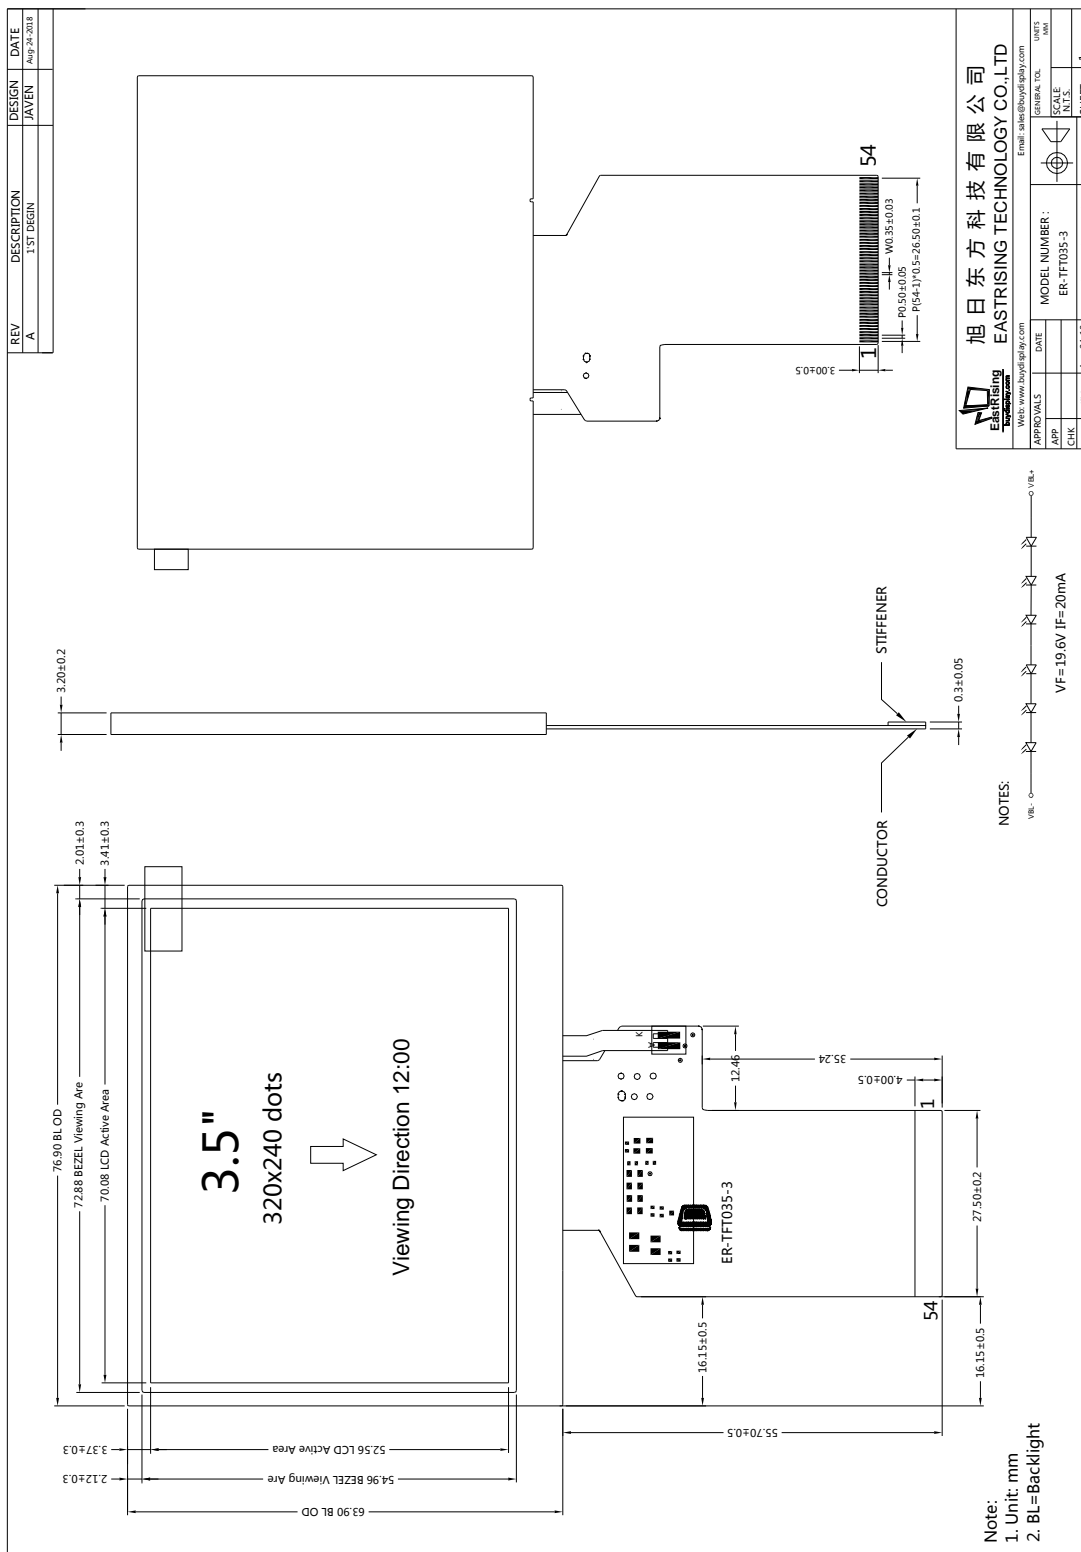 REV DESCRIPTION DESIGN DATE
A 1'ST DEGIN JAVEN Aug-24-2018
76.90 BL OD
72.88 BEZEL Viewing Are
70.08 LCD Active Area
2.01±0.3
3.41±0.3
3.20±0.2
63.90 BL OD
54.96 BEZEL Viewing Are
52.56 LCD Active Area
2.12±0.3
3.37±0.3
3.5"
320x240 dots
Viewing Direction 12:00
K
ER-TFT035-3
12.46
35.24
4.00±0.5
55.70±0.5
16.15±0.5
16.15±0.5
27.50±0.2
54
1
STIFFENER
CONDUCTOR
0.3±0.05
1
54
3.00±0.5
P0.50±0.05
W0.35±0.03
P(54-1)*0.5=26.50±0.1
NOTES:
VBL-
VBL+
VF=19.6V IF=20mA
Note:
1. Unit: mm
2. BL=Backlight
EastRising
buydisplay.com
旭日东方科技有限公司
EASTRISING TECHNOLOGY CO.,LTD
Web: www.buydisplay.com Email: sales@buydisplay.com
APPROVALS DATE
APP
CHK
MODEL NUMBER :
ER-TFT035-3
GENERAL TOL.
UNITS
MM
SCALE:
N.T.S.